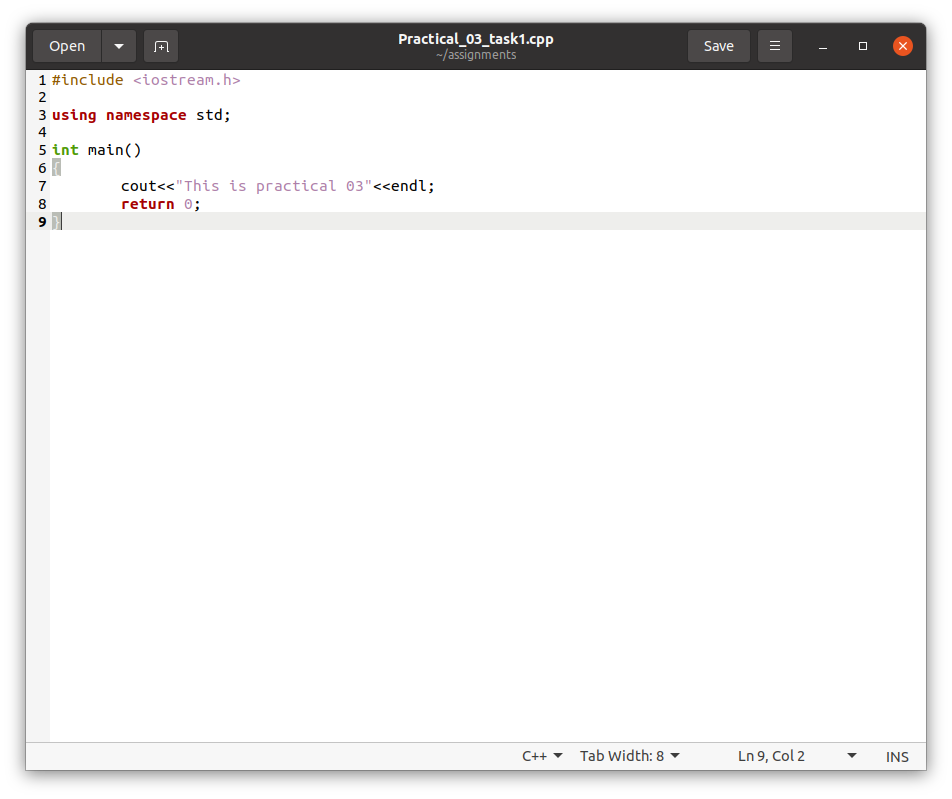 Open
Practical_03_task1.cpp
~/assignments
Save
1 #include <iostream.h>
2
3 using namespace std;
4
5 int main()
6 {
7 cout<<"This is practical 03"<<endl;
8 return 0;
9 }
C++ Tab Width: 8 Ln 9, Col 2 INS